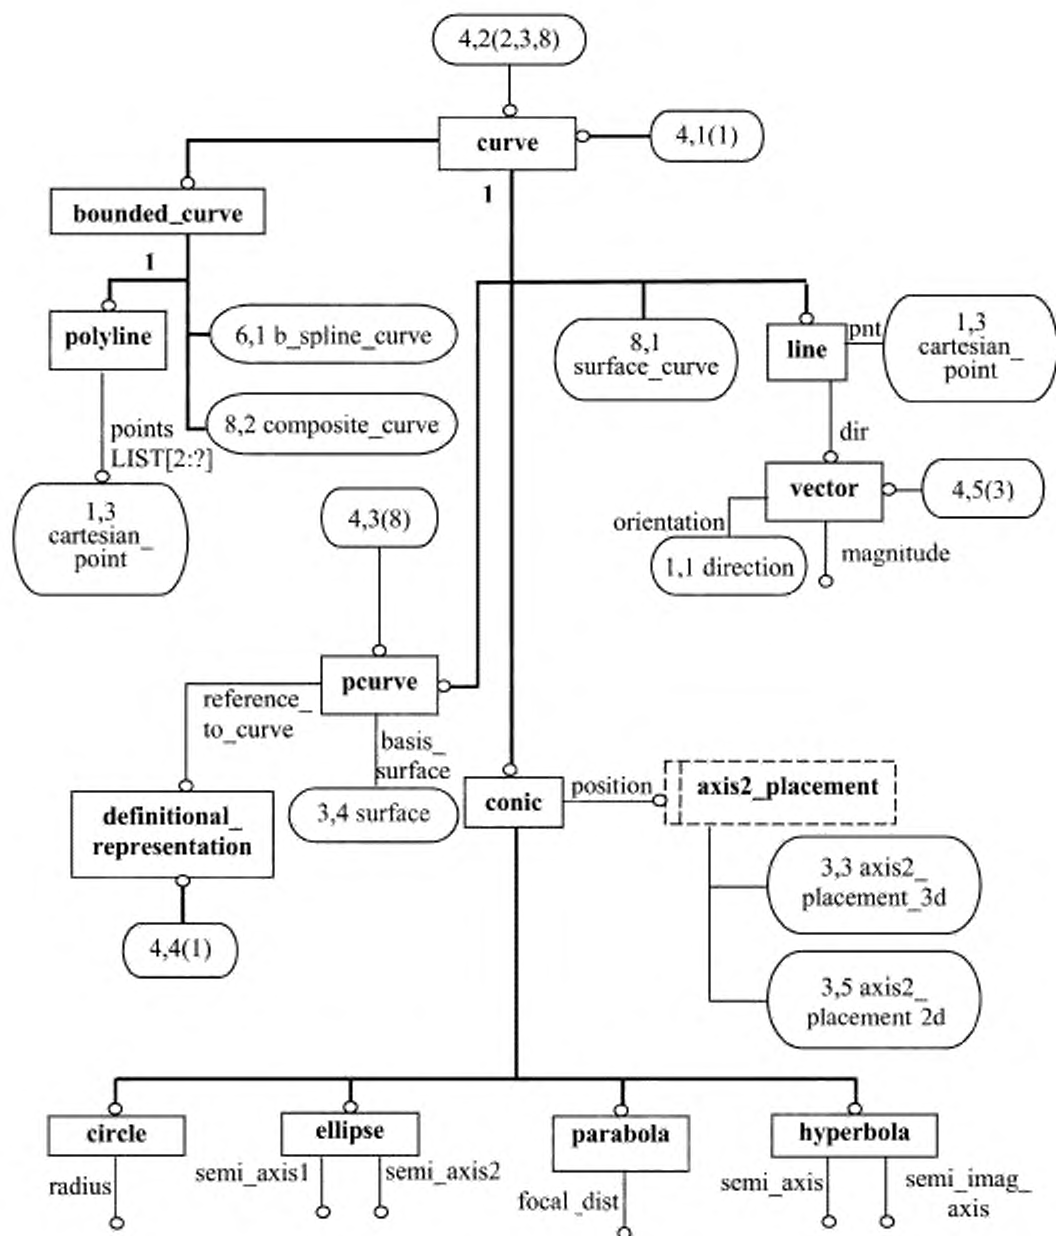 4,2(2,3,8)
curve
4,1(1)
1
bounded_curve
1
polyline
6,1 b_spline_curve
8,1
surface_curve
line
pnt
1,3
cartesian_
point
8,2 composite_curve
points
LIST[2:?]
dir
1,3
cartesian_
point
4,3(8)
vector
4,5(3)
orientation
1,1 direction
magnitude
pcurve
reference_
to_curve
basis_
surface
3,4 surface
definitional_
representation
4,4(1)
conic
position
axis2_placement
3,3 axis2_
placement_3d
3,5 axis2_
placement 2d
circle
ellipse
parabola
hyperbola
radius
semi_axis1
semi_axis2
focal_dist
semi_axis
semi_imag_
axis